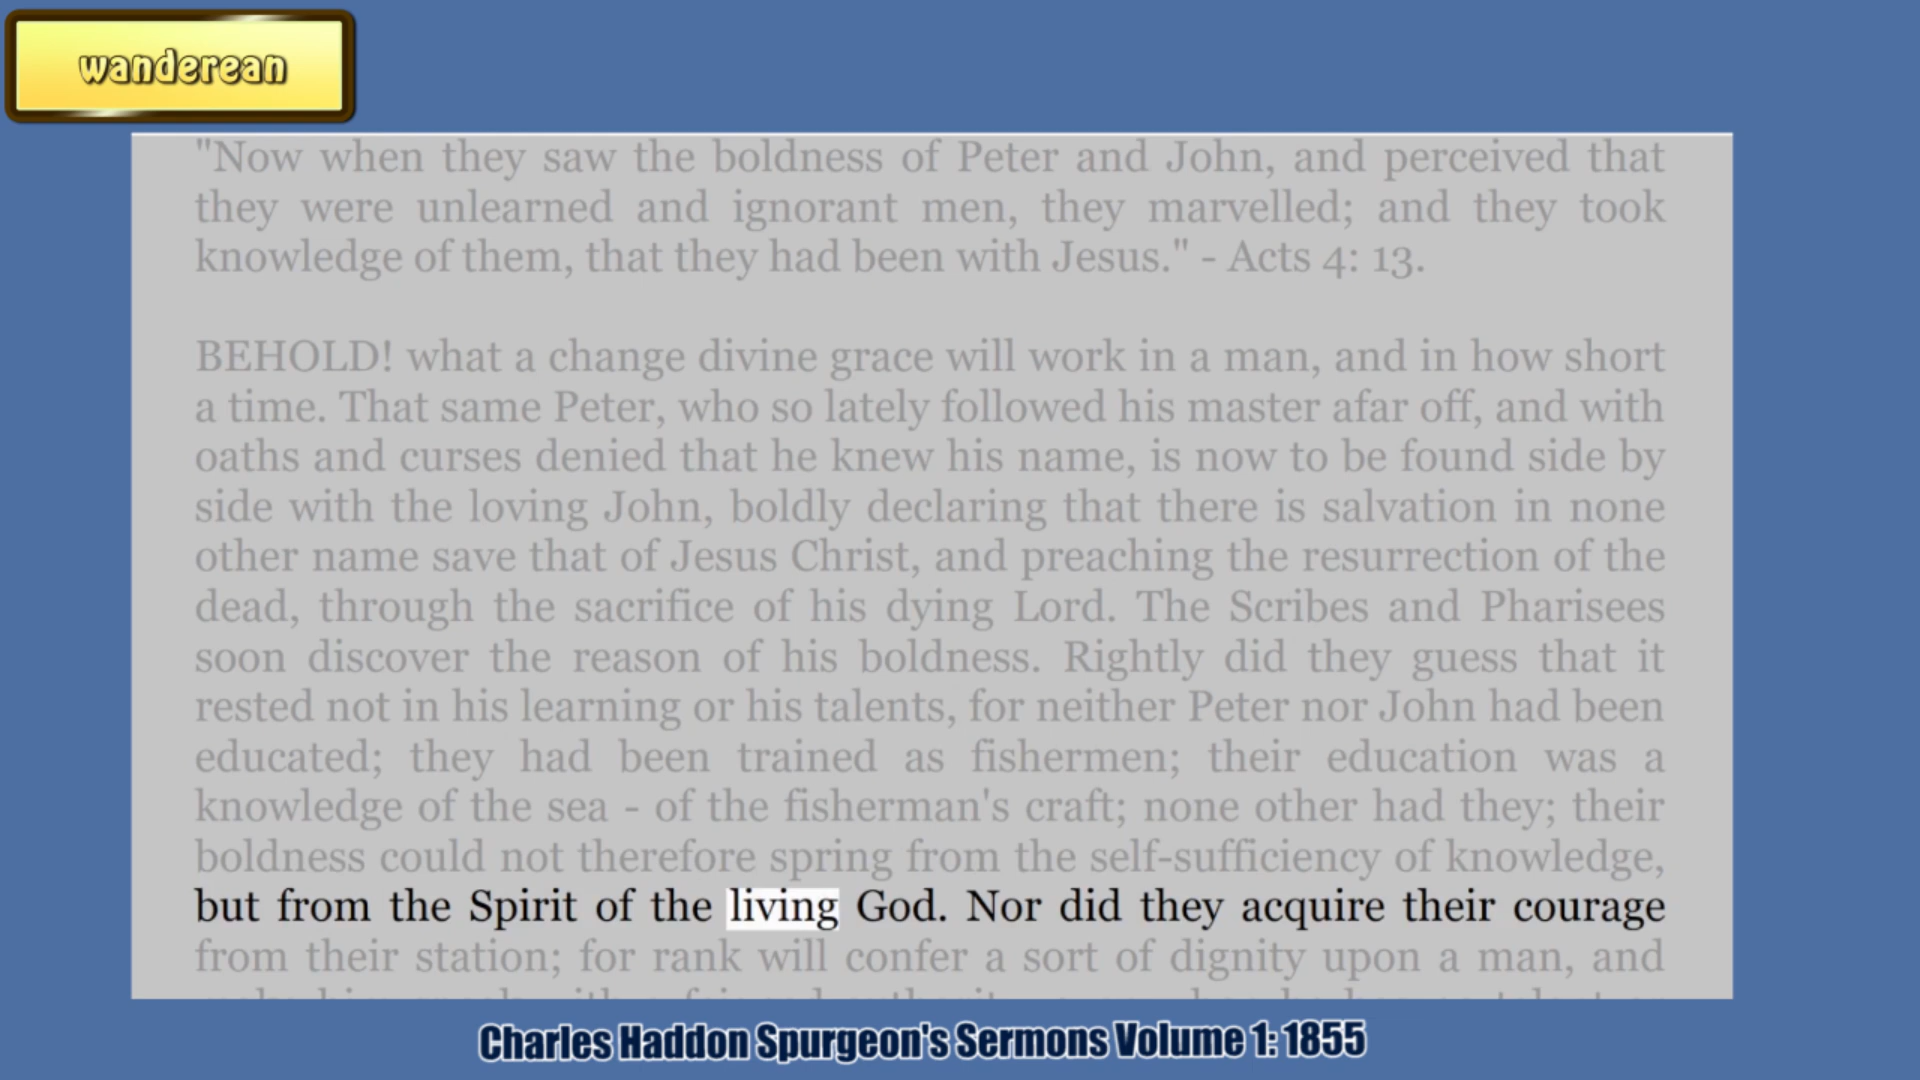 wanderean
"Now when they saw the boldness of Peter and John, and perceived that
they were unlearned and ignorant men, they marvelled; and they took
knowledge of them, that they had been with Jesus." - Acts 4: 13.
BEHOLD! what a change divine grace will work in a man, and in how short
a time. That same Peter, who so lately followed his master afar off, and with
oaths and curses denied that he knew his name, is now to be found side by
side with the loving John, boldly declaring that there is salvation in none
other name save that of Jesus Christ, and preaching the resurrection of the
dead, through the sacrifice of his dying Lord. The Scribes and Pharisees
soon discover the reason of his boldness. Rightly did they guess that it
rested not in his learning or his talents, for neither Peter nor John had been
educated; they had been trained as fishermen; their education was a
knowledge of the sea - of the fisherman's craft; none other had they; their
boldness could not therefore spring from the self-sufficiency of knowledge,
but from the Spirit of the living God. Nor did they acquire their courage
from their station; for rank will confer a sort of dignity upon a man, and
Charles Haddon Spurgeon's Sermons Volume 1: 1855